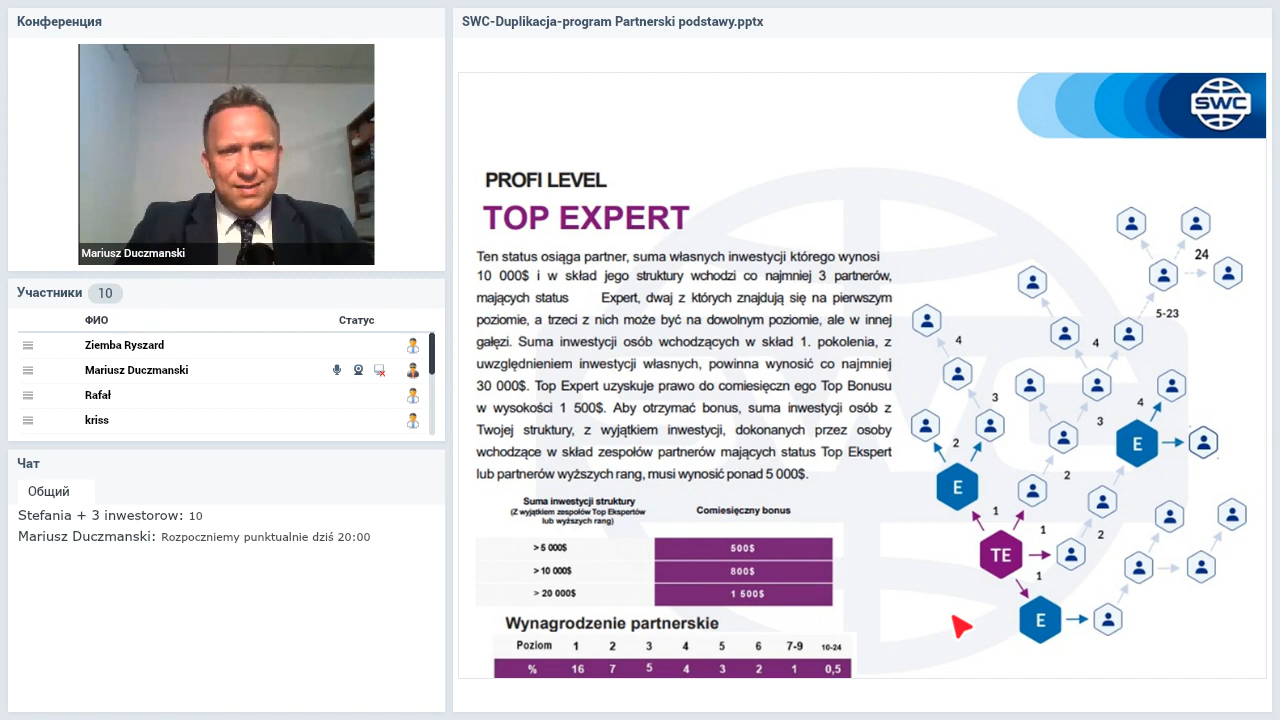 Конференция
Mariusz Duczmanski
Участники 10
ФИО Статус
Ziemba Ryszard
Mariusz Duczmanski
Rafał
kriss
Чат
Общий
Stefania + 3 inwestorow: 10
Mariusz Duczmanski: Rozpoczniemy punktualnie dziś 20:00
SWC-Duplikacja-program Partnerski podstawy.pptx
SWC
PROFI LEVEL
TOP EXPERT
Ten status osiąga partner, suma własnych inwestycji którego wynosi
10 000$ i w skład jego struktury wchodzi co najmniej 3 partnerów,
mających status Expert, dwaj z których znajdują się na pierwszym
poziomie, a trzeci z nich może być na dowolnym poziomie, ale w innej
gałęzi. Suma inwestycji osób wchodzących w skład 1. pokolenia, z
uwzględnieniem inwestycji własnych, powinna wynosić co najmniej
30 000$. Top Expert uzyskuje prawo do comiesięczn ego Top Bonusu
w wysokości 1 500$. Aby otrzymać bonus, suma inwestycji osób z
Twojej struktury, z wyjątkiem inwestycji, dokonanych przez osoby
wchodzące w skład zespołów partnerów mających status Top Ekspert
lub partnerów wyższych rang, musi wynosić ponad 5 000$.
Suma inwestycji struktury
(Z wyjątkiem zespołów Top Ekspertów
lub wyższych rang)
Comiesięczny bonus
> 5 000$ 500$
> 10 000$ 800$
> 20 000$ 1 500$
Wynagrodzenie partnerskie
Poziom 1 2 3 4 5 6 7-9 10-24
% 16 7 5 4 3 2 1 0,5
24
5-23
4
4
3
4
3
2
E
E
2
1
1
2
TE
1
E